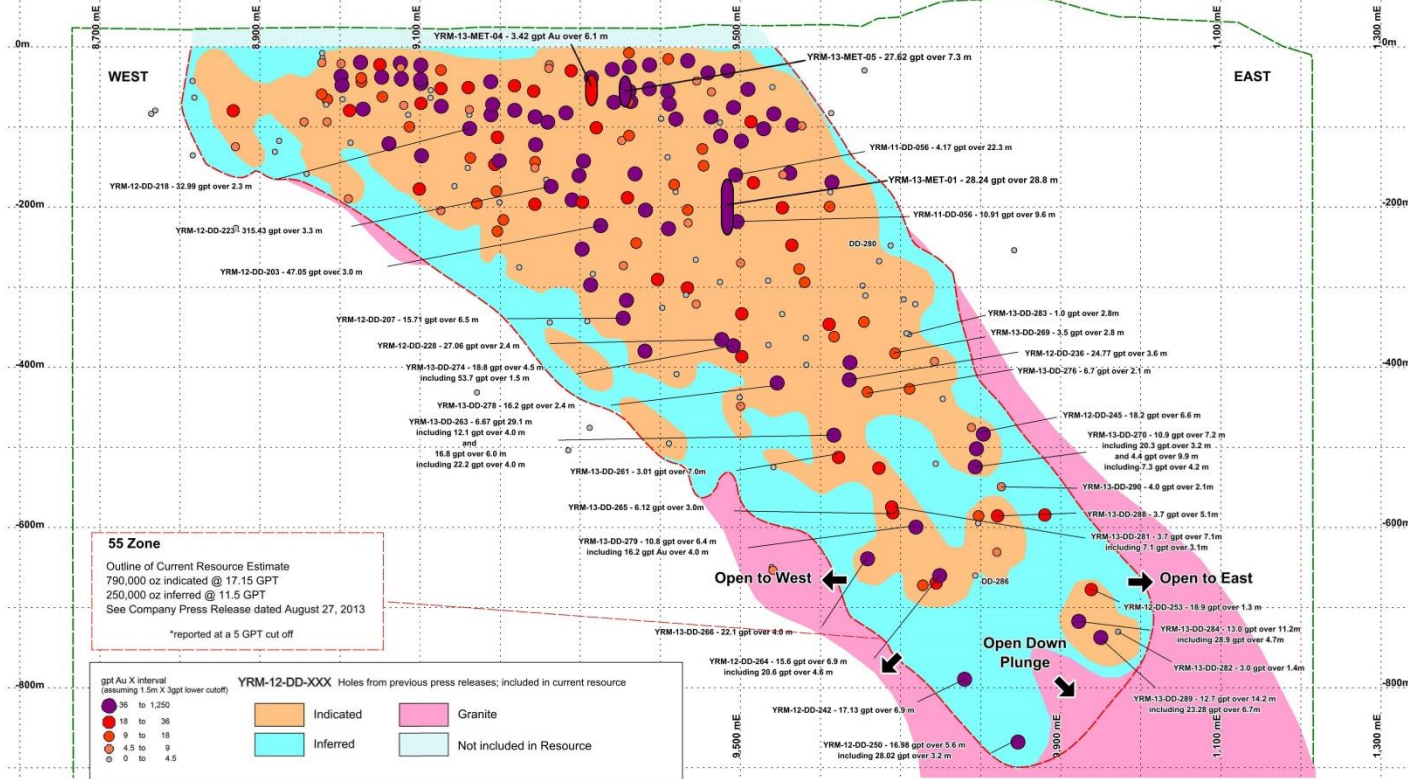 8,700 mE
8,900 mE
9,100 mE
9,500 mE
1,100 mE
1,300 mE
0m
0m
WEST
EAST
YRM-13-MET-04 - 3.42 gpt Au over 6.1 m
YRM-13-MET-05 - 27.62 gpt over 7.3 m
YRM-11-DD-056 - 4.17 gpt over 22.3 m
YRM-13-MET-01 - 28.24 gpt over 28.8 m
YRM-12-DD-218 - 32.99 gpt over 2.3 m
-200m
-200m
YRM-11-DD-056 - 10.91 gpt over 9.6 m
YRM-12-DD-223 - 315.43 gpt over 3.3 m
DD-280
YRM-12-DD-203 - 47.05 gpt over 3.0 m
YRM-13-DD-283 - 1.0 gpt over 2.8m
YRM-12-DD-207 - 15.71 gpt over 6.5 m
YRM-13-DD-269 - 3.5 gpt over 2.8 m
YRM-12-DD-228 - 27.06 gpt over 2.4 m
YRM-12-DD-236 - 24.77 gpt over 3.6 m
-400m
-400m
YRM-13-DD-274 - 18.8 gpt over 4.5 m
including 53.7 gpt over 1.5 m
YRM-13-DD-276 - 6.7 gpt over 2.1 m
YRM-13-DD-278 - 16.2 gpt over 2.4 m
YRM-12-DD-245 - 18.2 gpt over 6.6 m
YRM-13-DD-263 - 6.67 gpt 29.1 m
including 12.1 gpt over 4.0 m
and
16.8 gpt over 6.0 m
including 22.2 gpt over 4.0 m
YRM-13-DD-270 - 10.9 gpt over 7.2 m
including 20.3 gpt over 3.2 m
and 4.4 gpt over 9.9 m
including 7.3 gpt over 4.2 m
YRM-13-DD-261 - 3.01 gpt over 7.0m
YRM-13-DD-290 - 4.0 gpt over 2.1m
YRM-13-DD-265 - 6.12 gpt over 3.0m
YRM-13-DD-288 - 3.7 gpt over 5.1m
-600m
-600m
YRM-13-DD-279 - 10.8 gpt over 6.4 m
including 16.2 gpt Au over 4.0 m
YRM-13-DD-281 - 3.7 gpt over 7.1m
including 7.1 gpt over 3.1m
55 Zone
Outline of Current Resource Estimate
790,000 oz indicated @ 17.15 GPT
250,000 oz inferred @ 11.5 GPT
See Company Press Release dated August 27, 2013
*reported at a 5 GPT cut off
Open to West
DD-286
Open to East
YRM-12-DD-253 - 18.9 gpt over 1.3 m
YRM-13-DD-266 - 22.1 gpt over 4.0 m
YRM-13-DD-284 - 13.0 gpt over 11.2m
including 28.9 gpt over 4.7m
Open Down
Plunge
YRM-12-DD-264 - 15.6 gpt over 6.9 m
including 20.6 gpt over 4.6 m
YRM-13-DD-282 - 3.0 gpt over 1.4m
-800m
-800m
YRM-13-DD-289 - 12.7 gpt over 14.2 m
including 23.28 gpt over 6.7m
YRM-12-DD-242 - 17.13 gpt over 6.9 m
YRM-12-DD-250 - 16.98 gpt over 5.6 m
including 28.02 gpt over 3.2 m
gpt Au X interval
(assuming 1.5m X 3gpt lower cutoff)
36 to 1,250
18 to 36
9 to 18
4.5 to 9
0 to 4.5
YRM-12-DD-XXX Holes from previous press releases; included in current resource
Indicated
Granite
Inferred
Not included in Resource
9,500 mE
9,900 mE
1,100 mE
1,300 mE